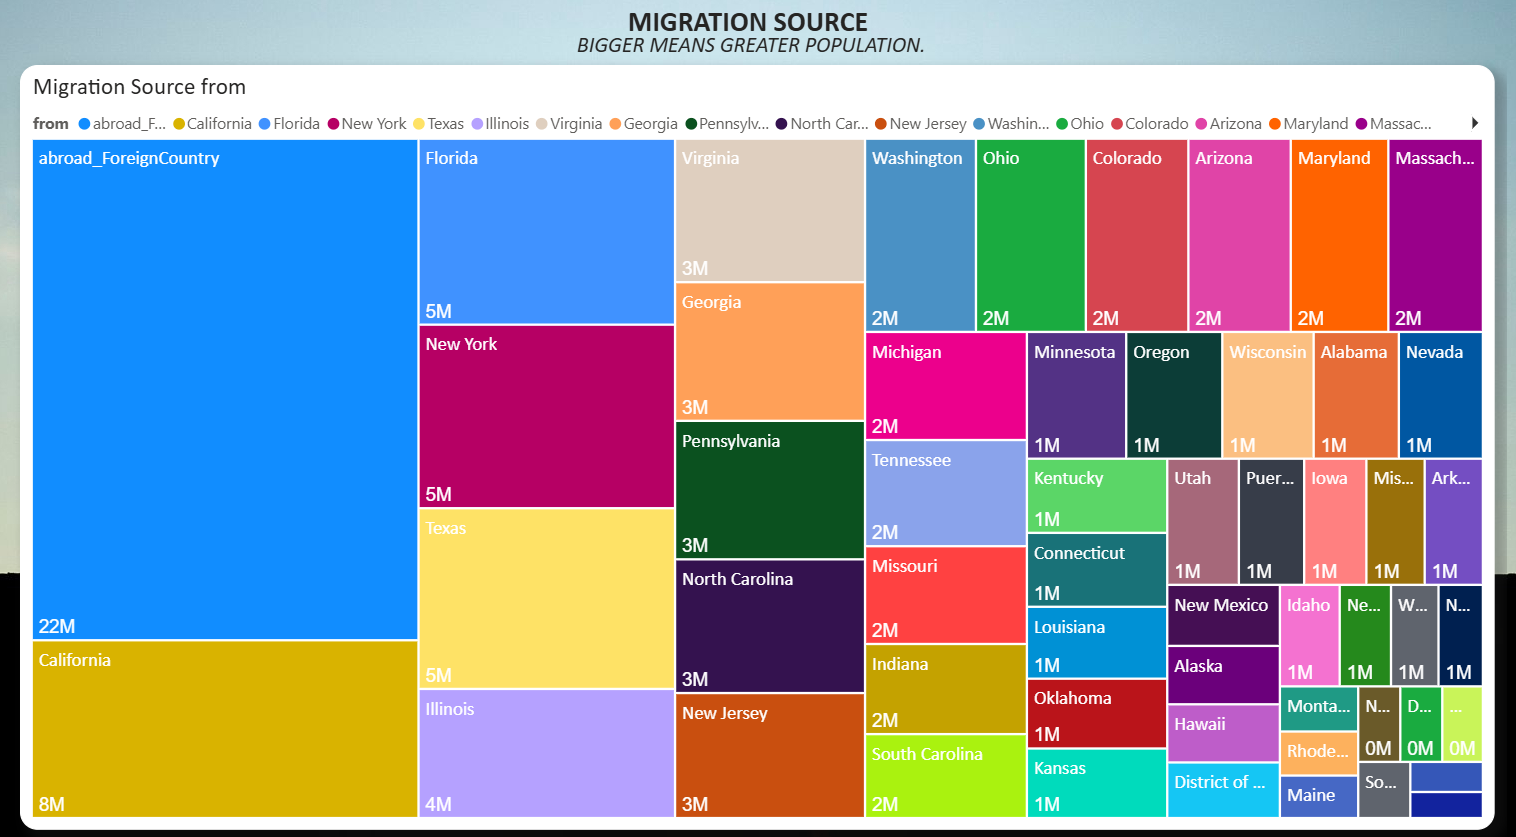 MIGRATION SOURCE
BIGGER MEANS GREATER POPULATION.
Migration Source from
from abroad_F... California Florida New York Texas Illinois Virginia Georgia Pennsylv... North Car... New Jersey Washin... Ohio Colorado Arizona Maryland Massac...
abroad_ForeignCountry
22M
California
8M
Florida
5M
New York
5M
Texas
5M
Illinois
4M
Virginia
3M
Georgia
3M
Pennsylvania
3M
North Carolina
3M
New Jersey
3M
Washington
2M
Ohio
2M
Colorado
2M
Arizona
2M
Maryland
2M
Massach...
2M
Michigan
2M
Tennessee
2M
Missouri
2M
Indiana
2M
South Carolina
2M
Minnesota
1M
Oregon
1M
Wisconsin
1M
Alabama
1M
Nevada
1M
Kentucky
1M
Connecticut
1M
Louisiana
1M
Oklahoma
1M
Kansas
1M
Utah
1M
Puer...
1M
Iowa
1M
Mis...
1M
Ark...
1M
New Mexico
Alaska
Hawaii
District of ...
Idaho
1M
Ne...
1M
W...
1M
N...
1M
Monta...
Rhode...
Maine
N...
0M
D...
0M
...
0M
So...